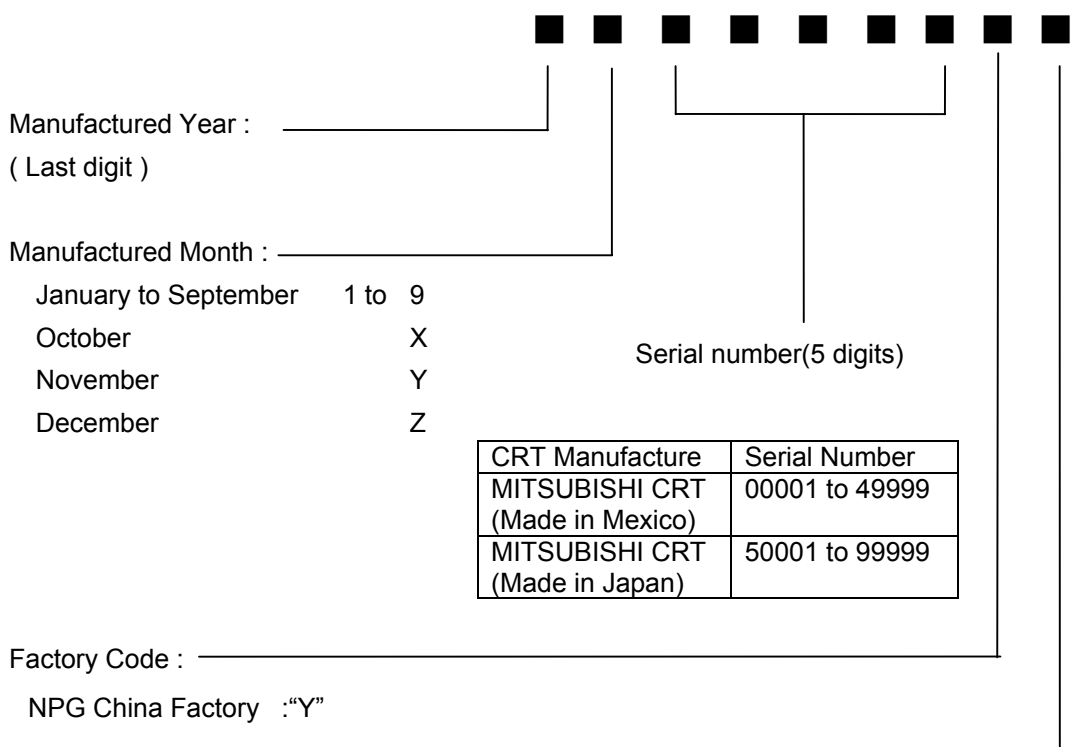 ■ ■ ■ ■ ■ ■ ■ ■ ■
Manufactured Year :
( Last digit )
Manufactured Month :
January to September 1 to 9
October X
November Y
December Z
Serial number(5 digits)
CRT Manufacture Serial Number
MITSUBISHI CRT 00001 to 49999
(Made in Mexico)
MITSUBISHI CRT 50001 to 99999
(Made in Japan)
Factory Code :
NPG China Factory :“Y”